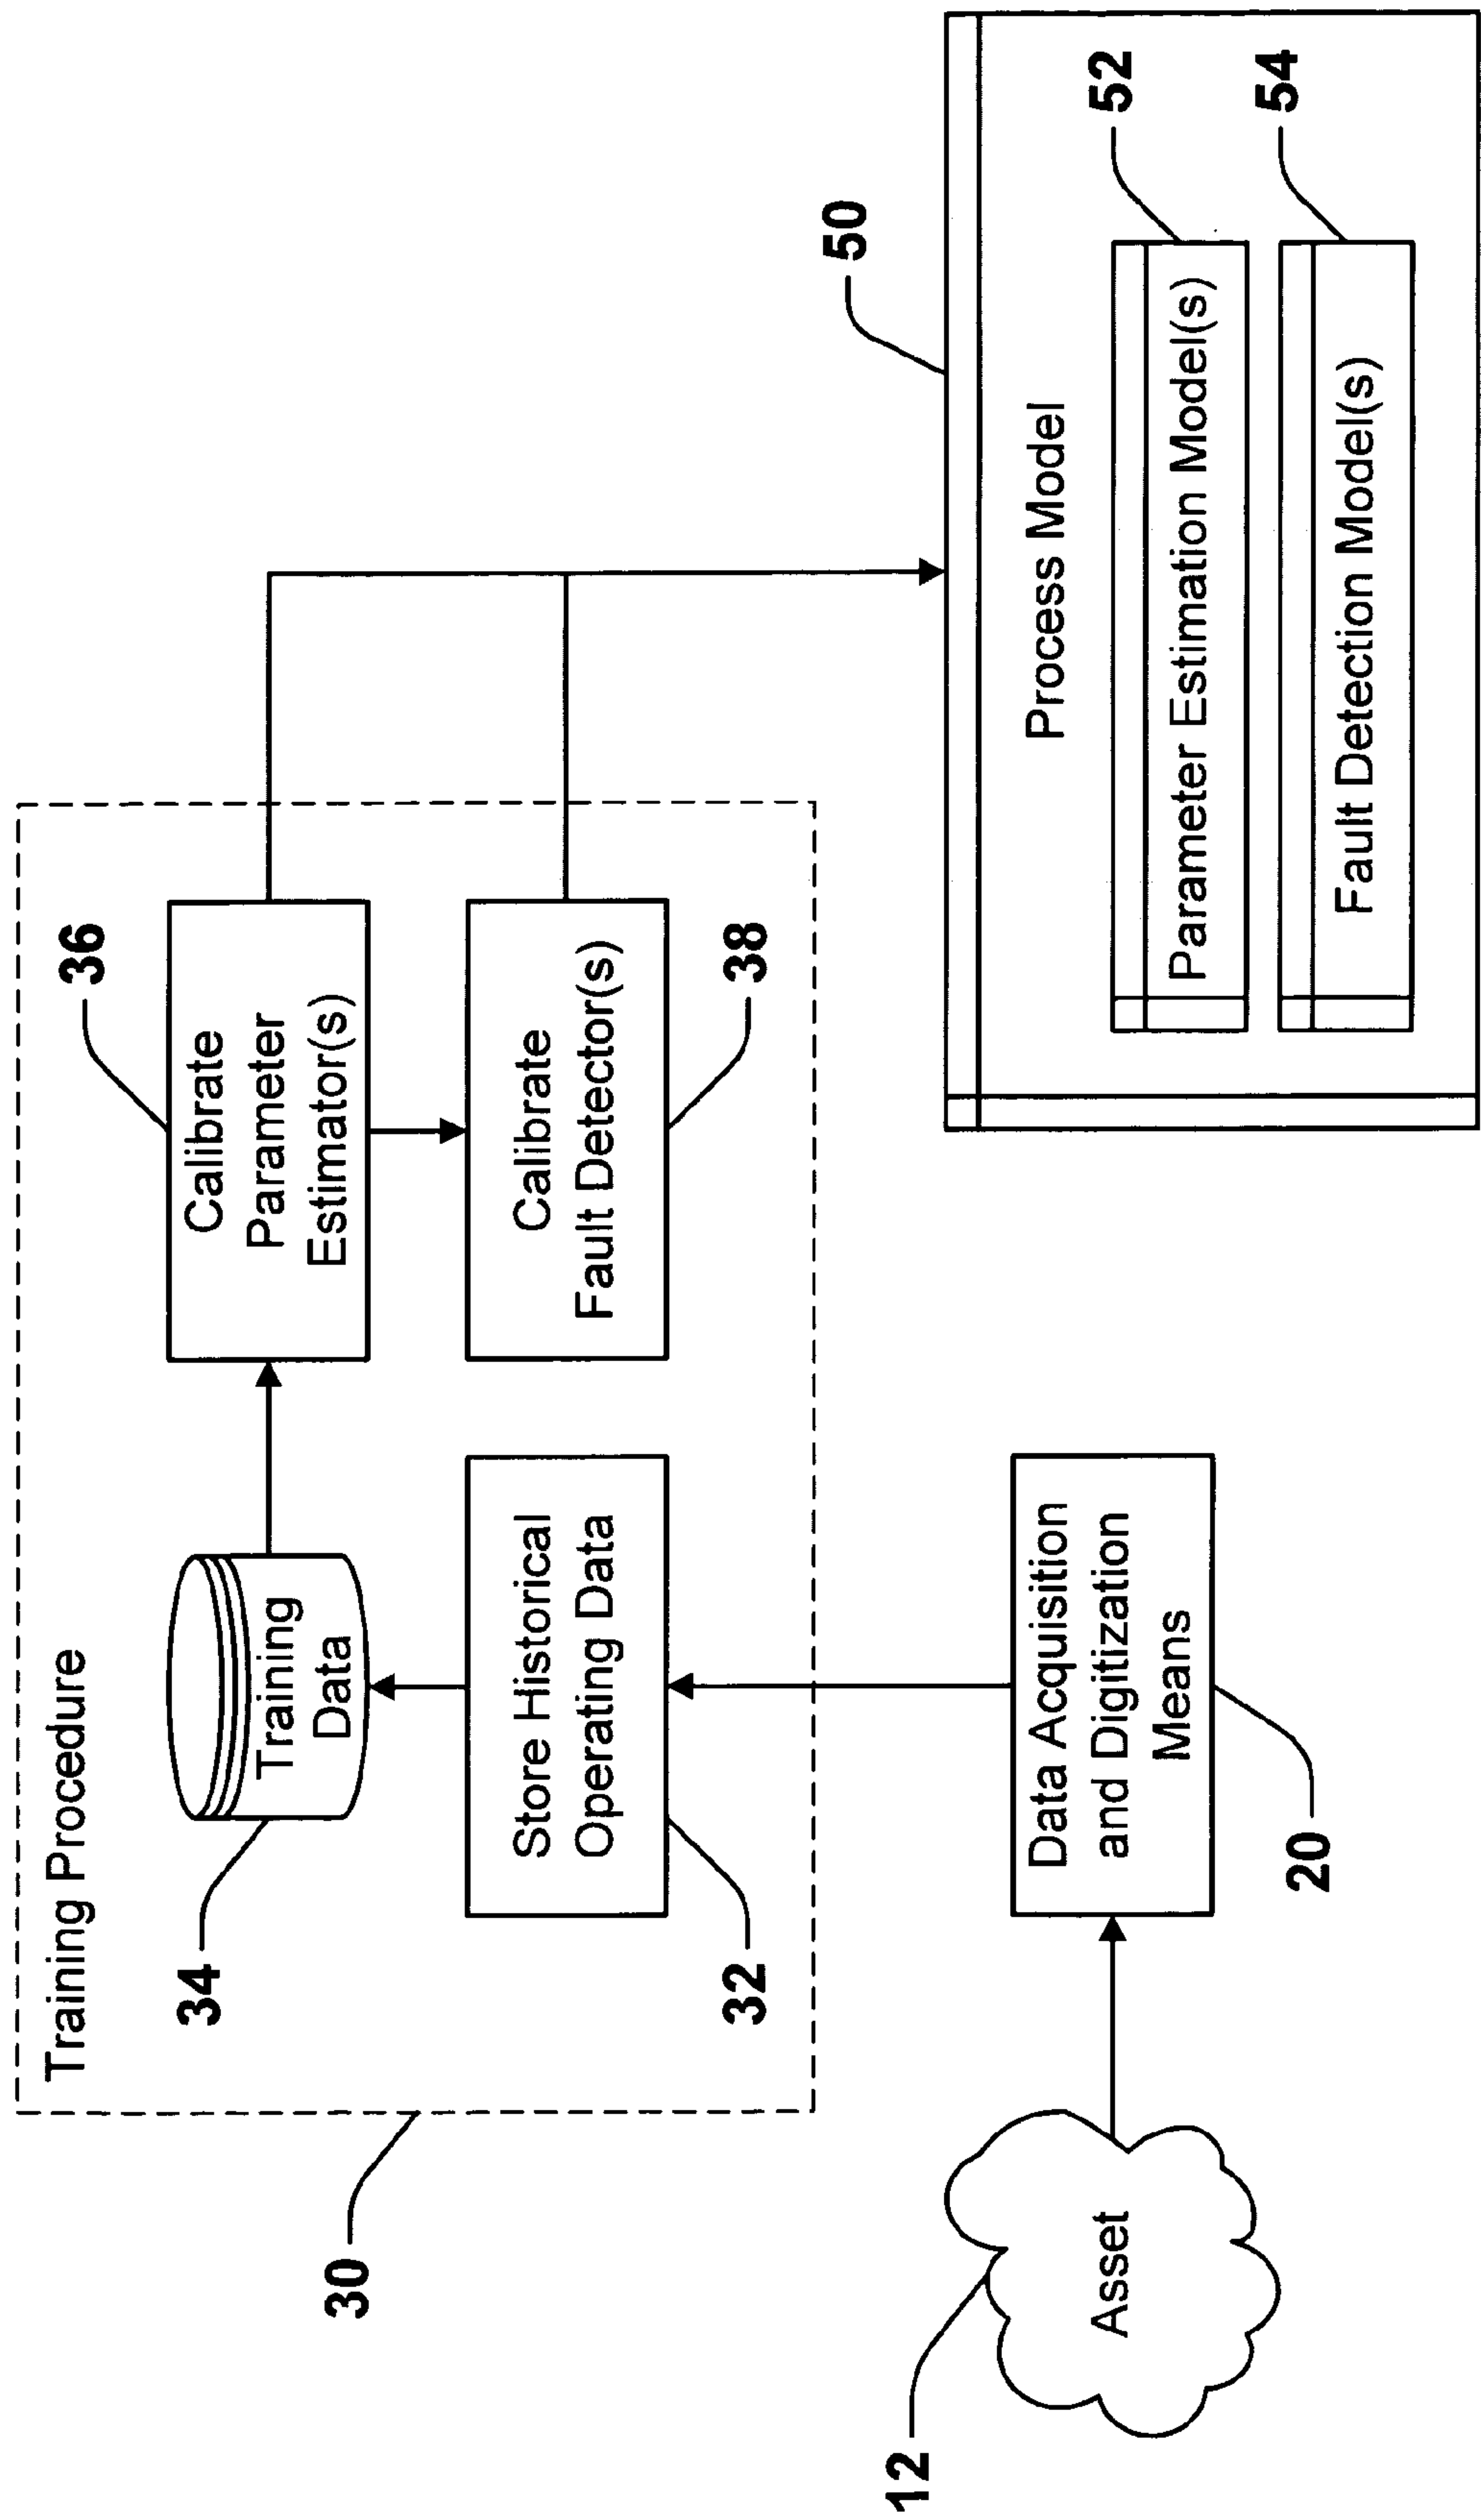 Training Procedure
36
34
Training
Data
Calibrate
Parameter
Estimator(s)
30
32
Store Historical
Operating Data
Calibrate
Fault Detector(s)
38
50
12
Asset
Data Acquisition
and Digitization
Means
20
Process Model
52
Parameter Estimation Model(s)
54
Fault Detection Model(s)